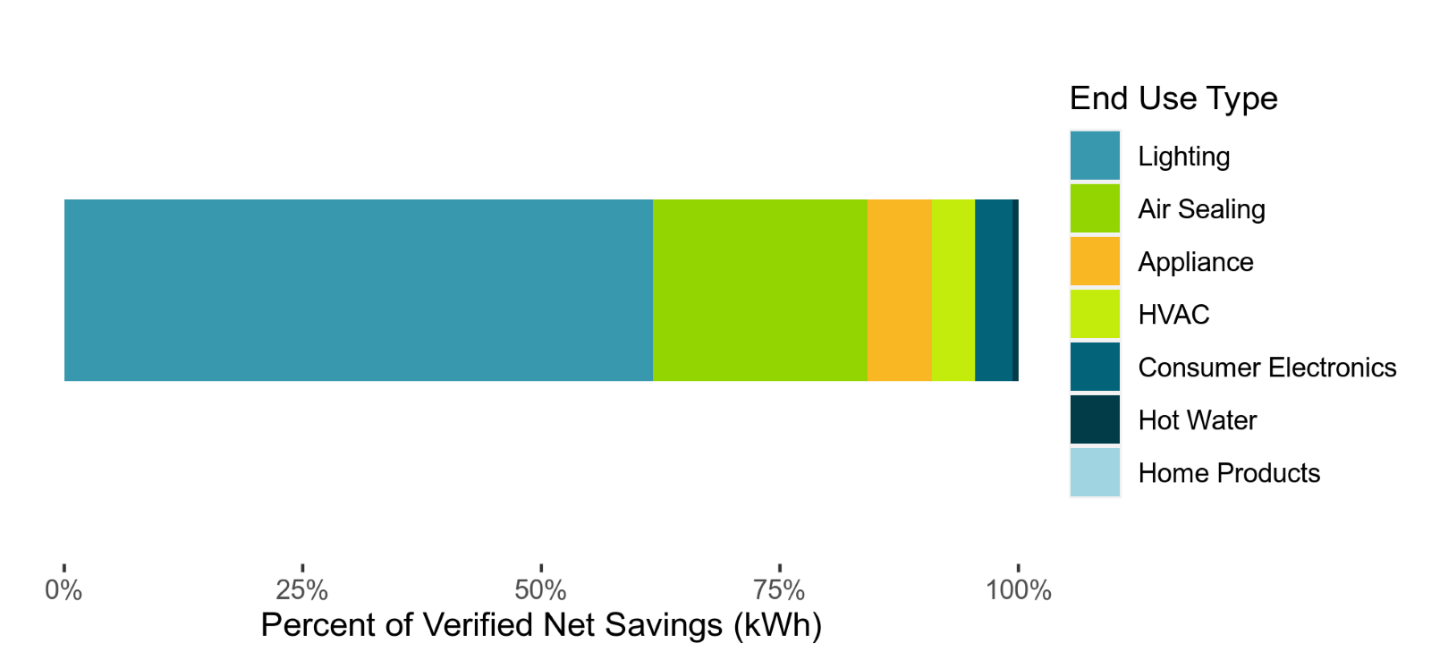 End Use Type
Lighting
Air Sealing
Appliance
HVAC
Consumer Electronics
Hot Water
Home Products
0% 25% 50% 75% 100%
Percent of Verified Net Savings (kWh)